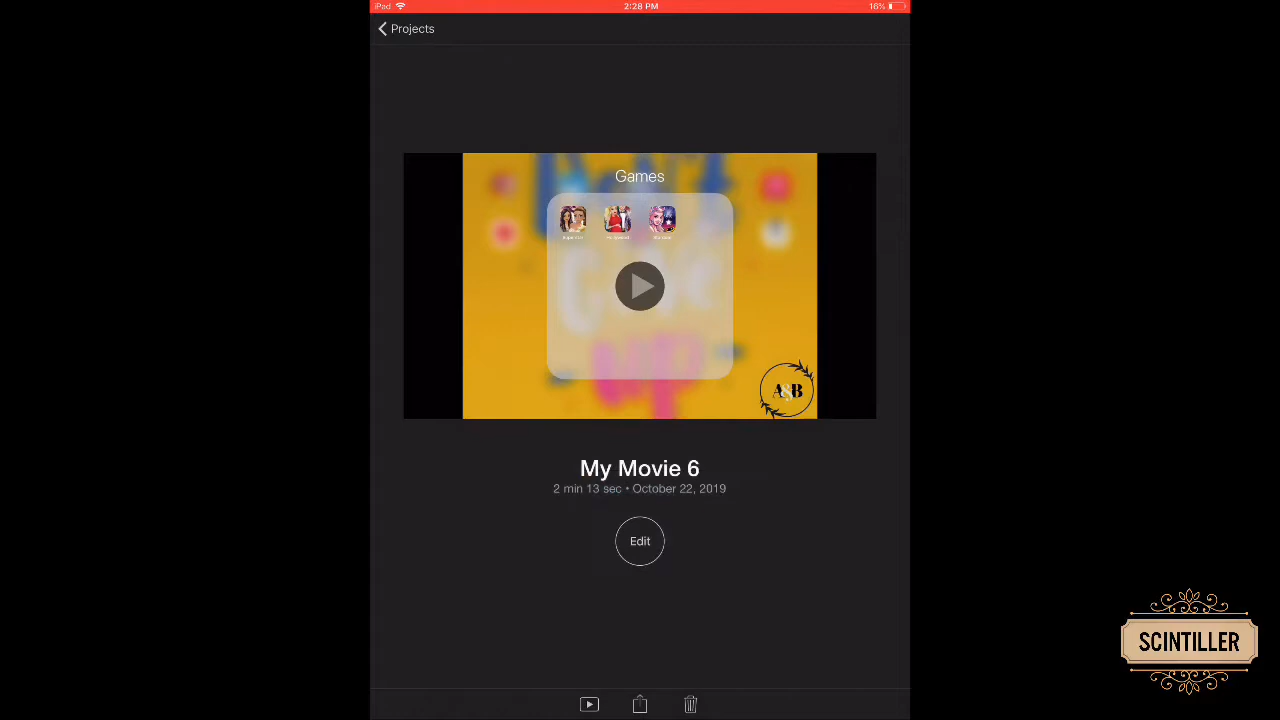 iPad
2:28 PM
16%
Projects
Games
A&B
My Movie 6
2 min 13 sec • October 22, 2019
Edit
SCINTILLER